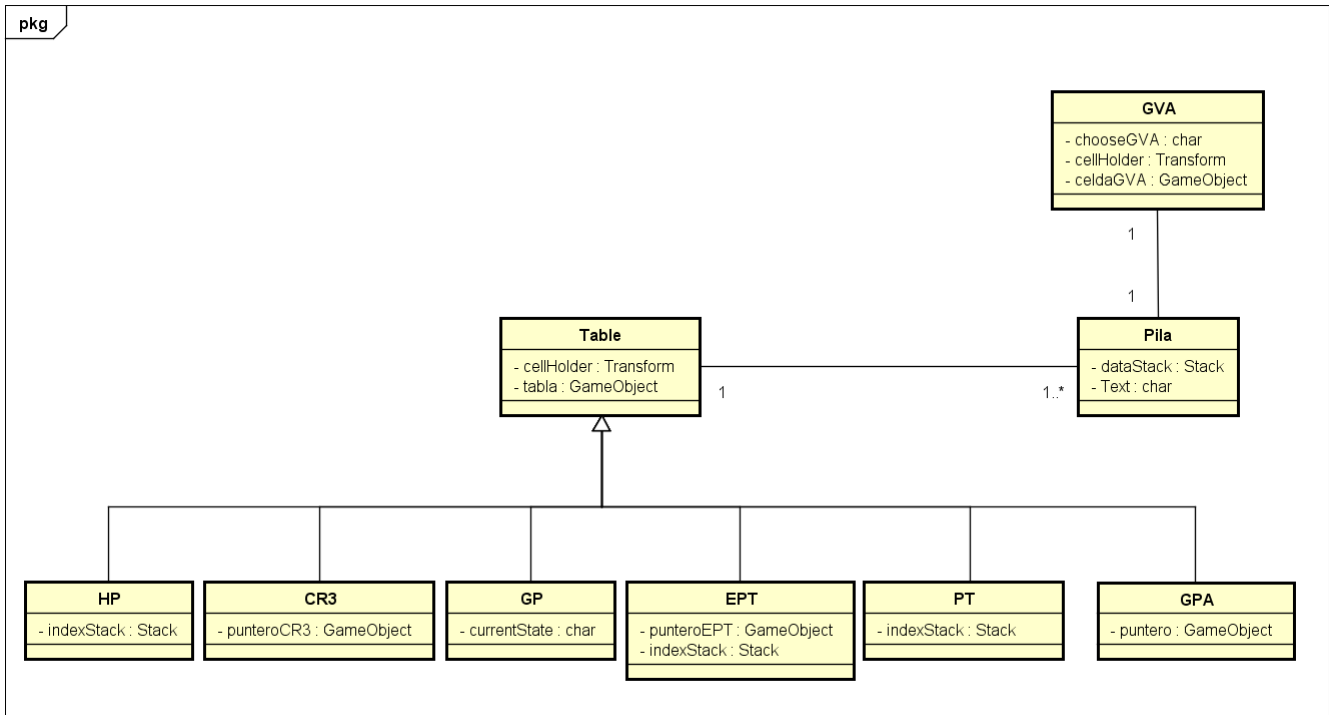 pkg
GVA
- chooseGVA : char
- cellHolder : Transform
- celdaGVA : GameObject
1
1
Table
- cellHolder : Transform
- tabla : GameObject
1
1..*
Pila
- dataStack : Stack
- Text : char
HP
- indexStack : Stack
CR3
- punteroCR3 : GameObject
GP
- currentState : char
EPT
- punteroEPT : GameObject
- indexStack : Stack
PT
- indexStack : Stack
GPA
- puntero : GameObject